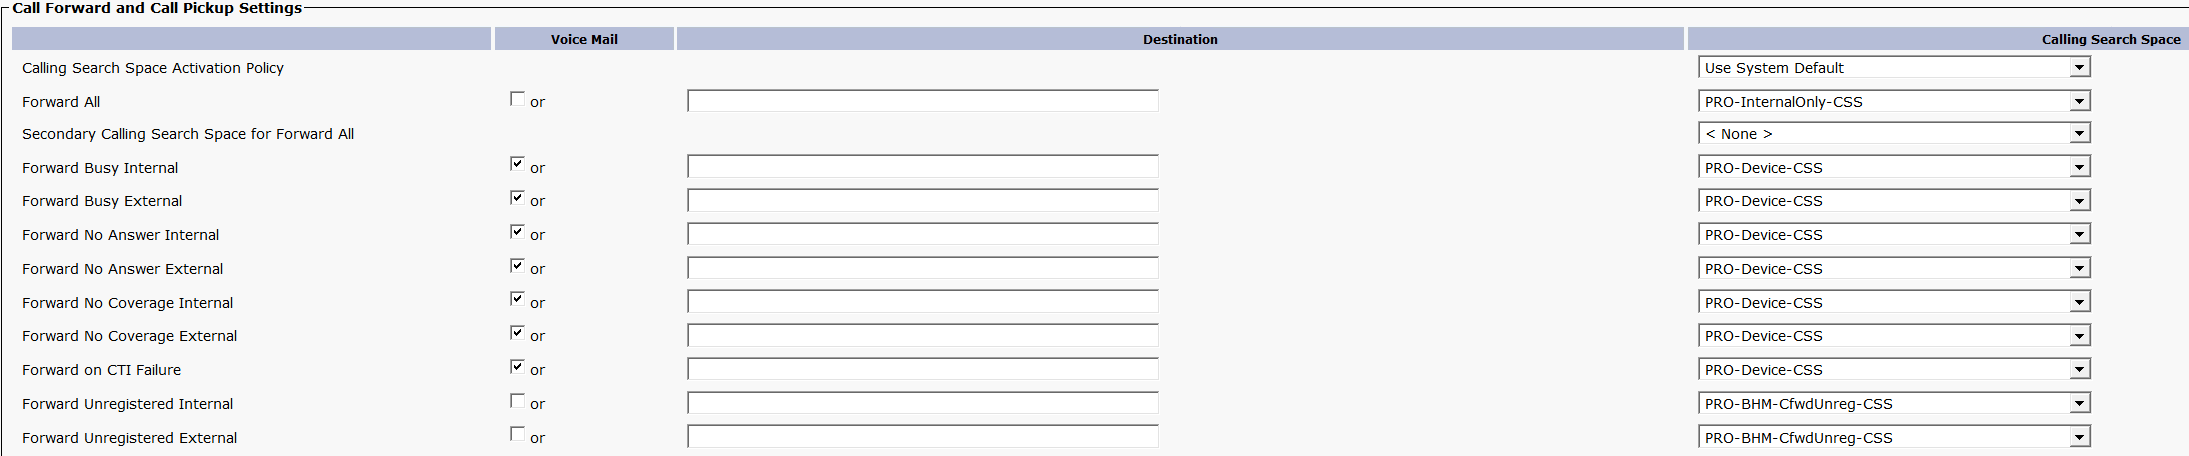 Call Forward and Call Pickup Settings
Voice Mail Destination Calling Search Space
Calling Search Space Activation Policy Use System Default
Forward All or PRO-InternalOnly-CSS
Secondary Calling Search Space for Forward All < None >
Forward Busy Internal or PRO-Device-CSS
Forward Busy External or PRO-Device-CSS
Forward No Answer Internal or PRO-Device-CSS
Forward No Answer External or PRO-Device-CSS
Forward No Coverage Internal or PRO-Device-CSS
Forward No Coverage External or PRO-Device-CSS
Forward on CTI Failure or PRO-Device-CSS
Forward Unregistered Internal or PRO-BHM-CfwdUnreg-CSS
Forward Unregistered External or PRO-BHM-CfwdUnreg-CSS